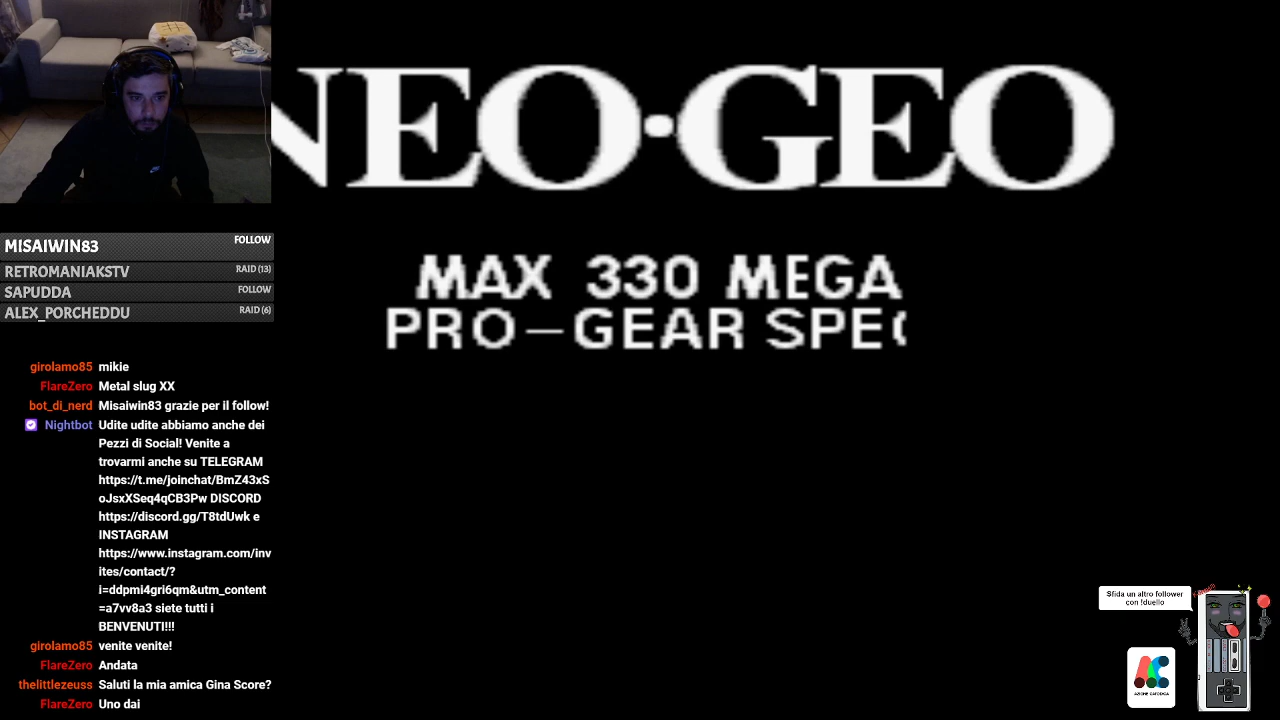 NEO·GEO
MAX 330 MEGA
PRO-GEAR SPEC
MISAIWIN83 FOLLOW
RETROMANIAKSTV RAID (13)
SAPUDDA FOLLOW
ALEX_PORCHEDDU RAID (6)
girolamo85 mikie
FlareZero Metal slug XX
bot_di_nerd Misaiwin83 grazie per il follow!
Nightbot Udite udite abbiamo anche dei
Pezzi di Social! Venite a
trovarmi anche su TELEGRAM
https://t.me/joinchat/BmZ43xS
oJsxXSeq4qCB3Pw DISCORD
https://discord.gg/T8tdUwk e
INSTAGRAM
https://www.instagram.com/inv
ites/contact/?
i=ddpmi4gri6qm&utm_content
=a7vv8a3 siete tutti i
BENVENUTI!!!
girolamo85 venite venite!
FlareZero Andata
thelittlezeuss Saluti la mia amica Gina Score?
FlareZero Uno dai
Sfida un altro follower
con !duello